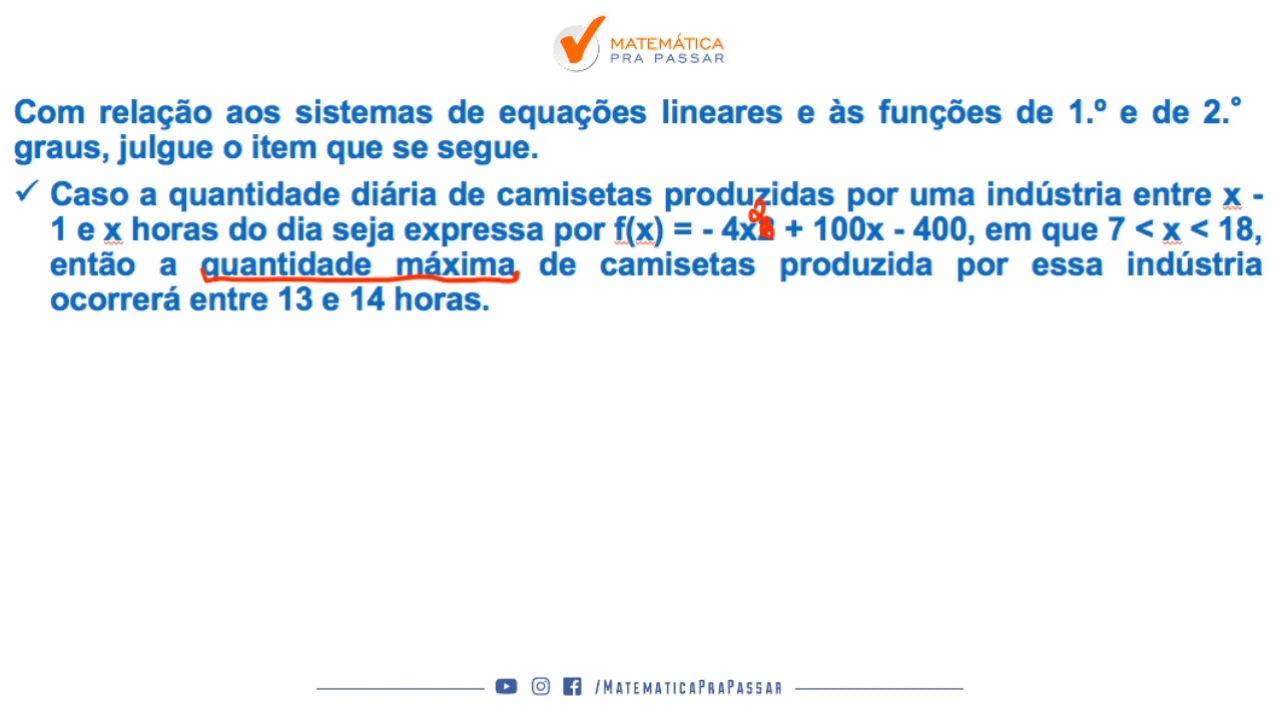 MATEMÁTICA
PRA PASSAR
Com relação aos sistemas de equações lineares e às funções de 1.º e de 2.°
graus, julgue o item que se segue.
✓ Caso a quantidade diária de camisetas produzidas por uma indústria entre x -
1 e x horas do dia seja expressa por f(x) = - 4x² + 100x - 400, em que 7 < x < 18,
então a quantidade máxima de camisetas produzida por essa indústria
ocorrerá entre 13 e 14 horas.
/MATEMATICAPRAPASSAR